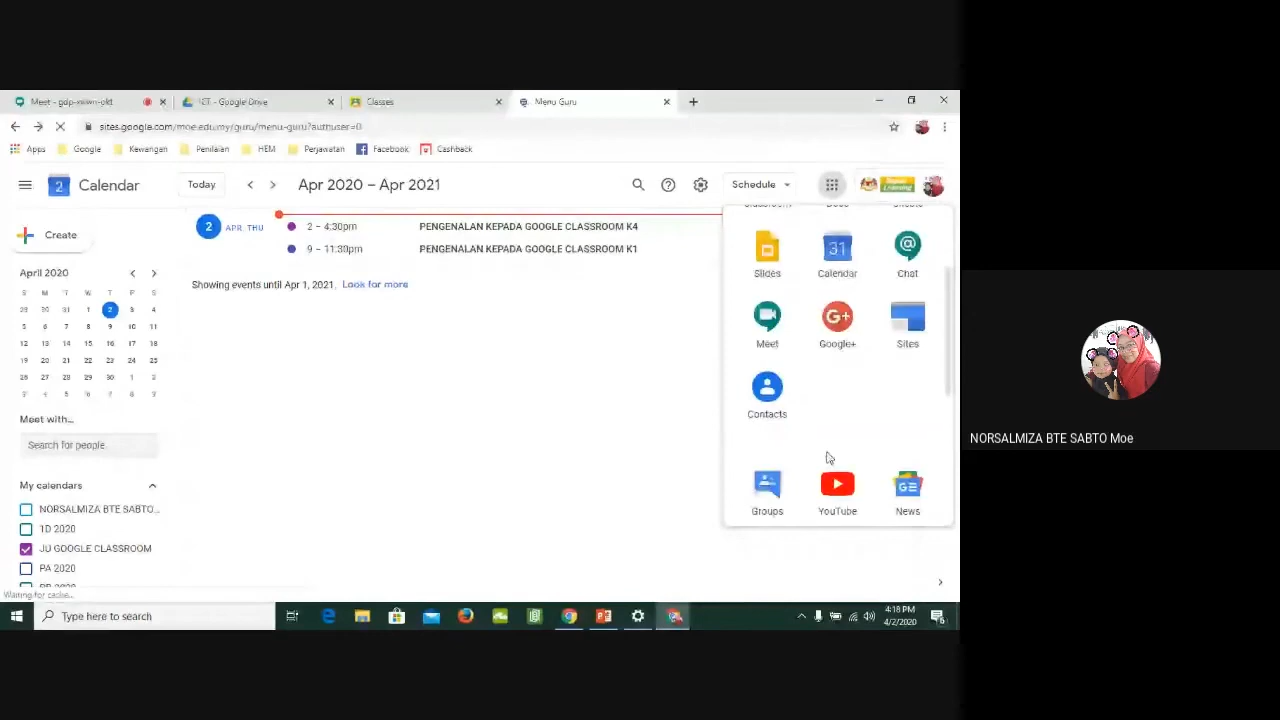 Meet - gdp-
- Google Drive
Classes
Menu Guru
sites.google.com/moe.edu.my/guru/menu-guru?authuser=0
Apps
Google
Kewangan
Penilaian
HEM
Perjawatan
Facebook
Cashback
2
Calendar
Today
Apr 2020 – Apr 2021
Schedule
Learning
Create
2
APR, THU
2 – 4:30pm
PENGENALAN KEPADA GOOGLE CLASSROOM K4
9 – 11:30pm
PENGENALAN KEPADA GOOGLE CLASSROOM K1
Showing events until Apr 1, 2021.
Look for more
April 2020
S M T W T F S
29 30 31 1 2 3 4
5 6 7 8 9 10 11
12 13 14 15 16 17 18
19 20 21 22 23 24 25
26 27 28 29 30 1 2
3 4 5 6 7 8 9
Meet with...
Search for people
My calendars
NORSALMIZA BTE SABTO...
1D 2020
JU GOOGLE CLASSROOM
PA 2020
Waiting for cache...
Slides
31
Calendar
Chat
Meet
G+
Google+
Sites
Contacts
Groups
YouTube
GE
News
NORSALMIZA BTE SABTO Moe
Type here to search
4:18 PM
4/2/2020